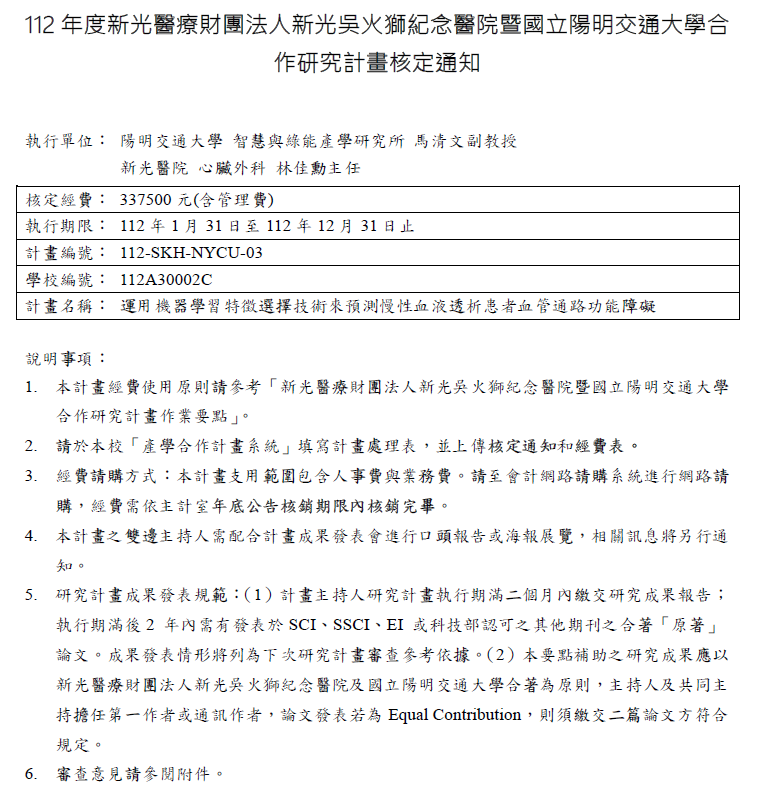 112 年度新光醫療財團法人新光吳火獅紀念醫院暨國立陽明交通大學合
作研究計畫核定通知
執行單位： 陽明交通大學 智慧與綠能產學研究所 馬清文副教授
新光醫院 心臟外科 林佳勳主任
核定經費： 337500 元(含管理費)
執行期限： 112 年 1 月 31 日至 112 年 12 月 31 日止
計畫編號： 112-SKH-NYCU-03
學校編號： 112A30002C
計畫名稱： 運用機器學習特徵選擇技術來預測慢性血液透析患者血管通路功能障礙
說明事項：
1. 本計畫經費使用原則請參考「新光醫療財團法人新光吳火獅紀念醫院暨國立陽明交通大學
合作研究計畫作業要點」。
2. 請於本校「產學合作計畫系統」填寫計畫處理表，並上傳核定通知和經費表。
3. 經費請購方式：本計畫支用範圍包含人事費與業務費。請至會計網路請購系統進行網路請
購，經費需依主計室年底公告核銷期限內核銷完畢。
4. 本計畫之雙邊主持人需配合計畫成果發表會進行口頭報告或海報展覽，相關訊息將另行通
知。
5. 研究計畫成果發表規範：(1) 計畫主持人研究計畫執行期滿二個月內繳交研究成果報告；
執行期滿後 2 年內需有發表於 SCI、SSCI、EI 或科技部認可之其他期刊之合著「原著」
論文。成果發表情形將列為下次研究計畫審查參考依據。(2) 本要點補助之研究成果應以
新光醫療財團法人新光吳火獅紀念醫院及國立陽明交通大學合著為原則，主持人及共同主
持擔任第一作者或通訊作者，論文發表若為 Equal Contribution，則須繳交二篇論文方符合
規定。
6. 審查意見請參閱附件。